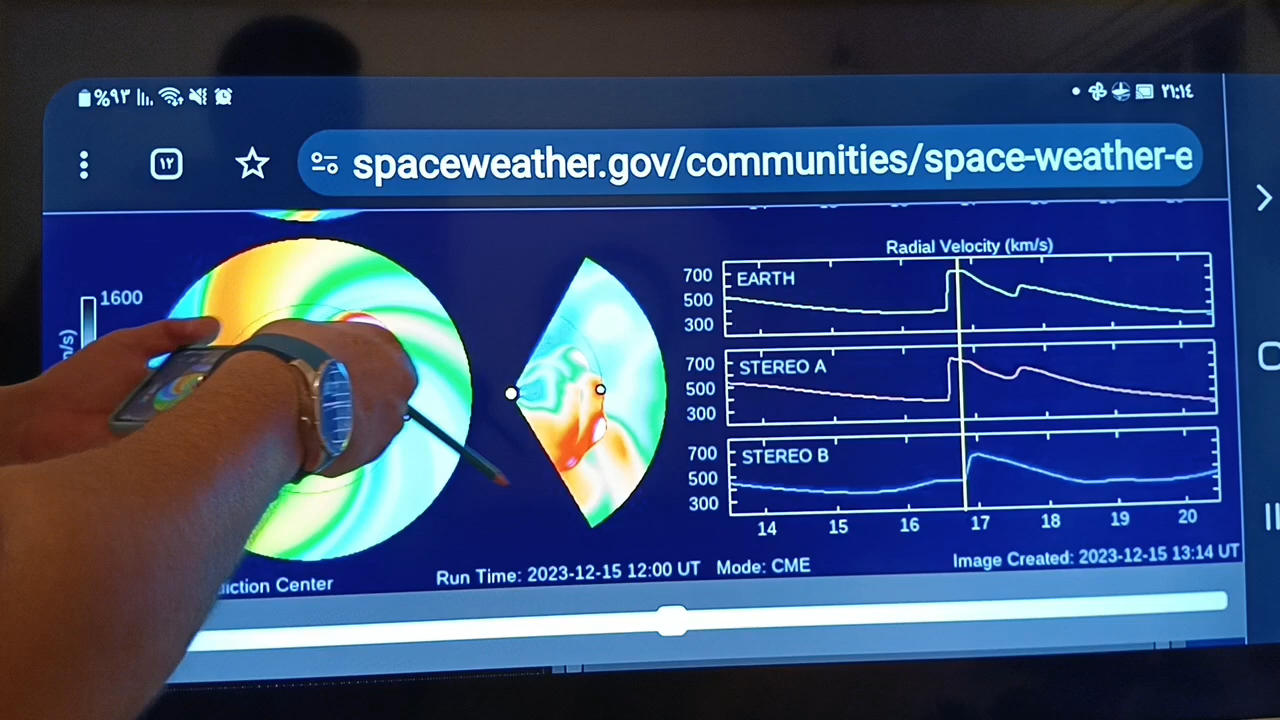 %۹۳
۲۱:۱٤
۱۲
spaceweather.gov/communities/space-weather-e
1600
Radial Velocity (km/s)
700
500
300
EARTH
700
500
300
STEREO A
700
500
300
STEREO B
14 15 16 17 18 19 20
Run Time: 2023-12-15 12:00 UT Mode: CME
Image Created: 2023-12-15 13:14 UT
Center